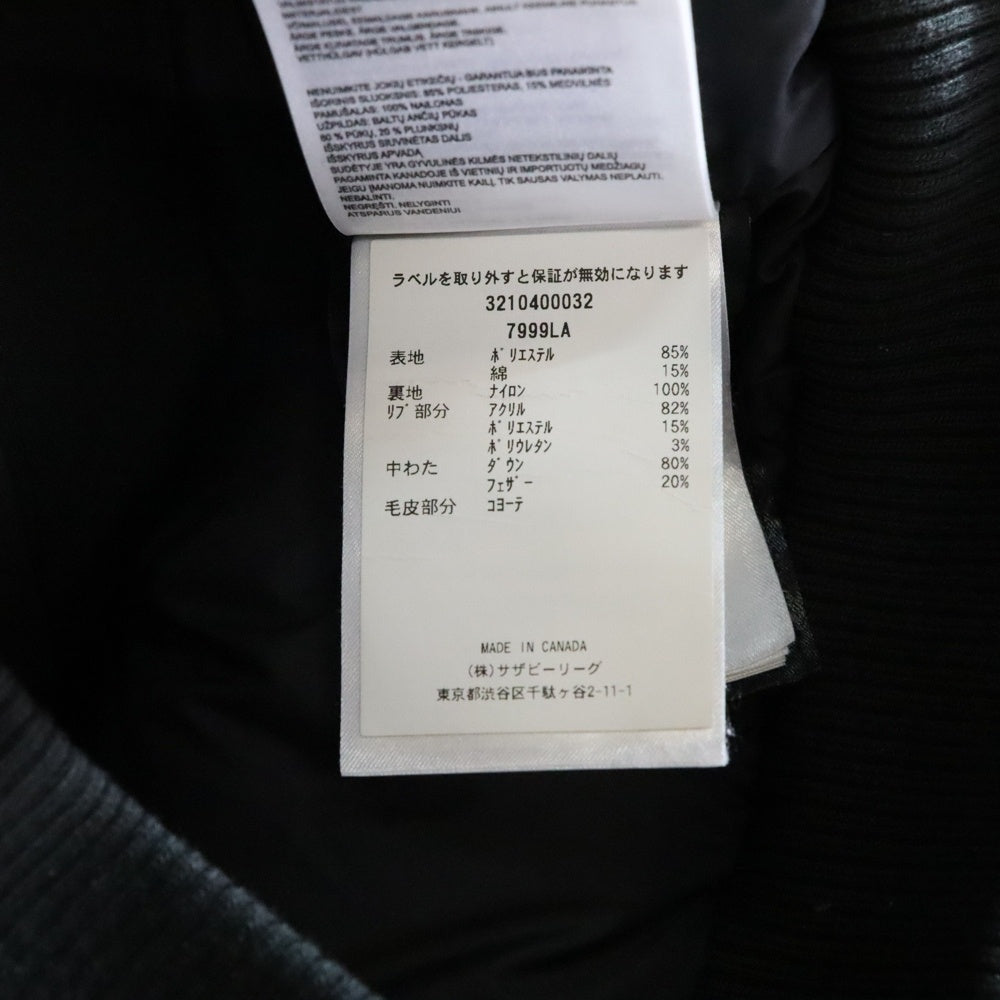 VETTHÜLGAV (HÜLGAB VETT KERGELT)
NENUIMKITE JOKIŲ ETIKEČIŲ - GARANTIJA BUS PANAIKINTA
IŠORINIS SLUOKSNIS: 85% POLIESTERAS, 15% MEDVILNĖS
PAMUŠALAS: 100% NAILONAS
UŽPILDAS: BALTŲ ANČIŲ PŪKAS
80 % PŪKŲ, 20 % PLUNKSNŲ
IŠSKYRUS SIUVINĖTAS DALIS
IŠSKYRUS APVADĄ
SUDĖTYJE YRA GYVULINĖS KILMĖS NETEKSTILINIŲ DALIŲ
PAGAMINTA KANADOJE IŠ VIETINIŲ IR IMPORTUOTŲ MEDŽIAGŲ
JEIGU ĮMANOMA NUIMKITE KAILĮ, TIK SAUSAS VALYMAS NEPLAUTI.
NEBALINTI.
NEGRĘŠTI. NELYGINTI
ATSPARUS VANDENIUI
ラベルを取り外すと保証が無効になります
3210400032
7999LA
表地 ﾎﾟﾘｴｽﾃﾙ 85%
綿 15%
裏地 ﾅｲﾛﾝ 100%
ﾘﾌﾞ部分 ｱｸﾘﾙ 82%
ﾎﾟﾘｴｽﾃﾙ 15%
ﾎﾟﾘｳﾚﾀﾝ 3%
中わた ﾀﾞｳﾝ 80%
ﾌｪｻﾞｰ 20%
毛皮部分 ｺﾖｰﾃ
MADE IN CANADA
(株)サザビーリーグ
東京都渋谷区千駄ヶ谷2-11-1